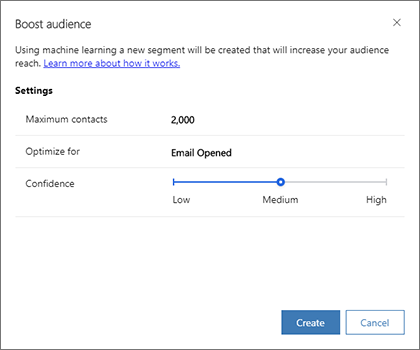 Boost audience
Using machine learning a new segment will be created that will increase your audience
reach. Learn more about how it works.
Settings
Maximum contacts 2,000
Optimize for Email Opened
Confidence
Low Medium High
Create Cancel